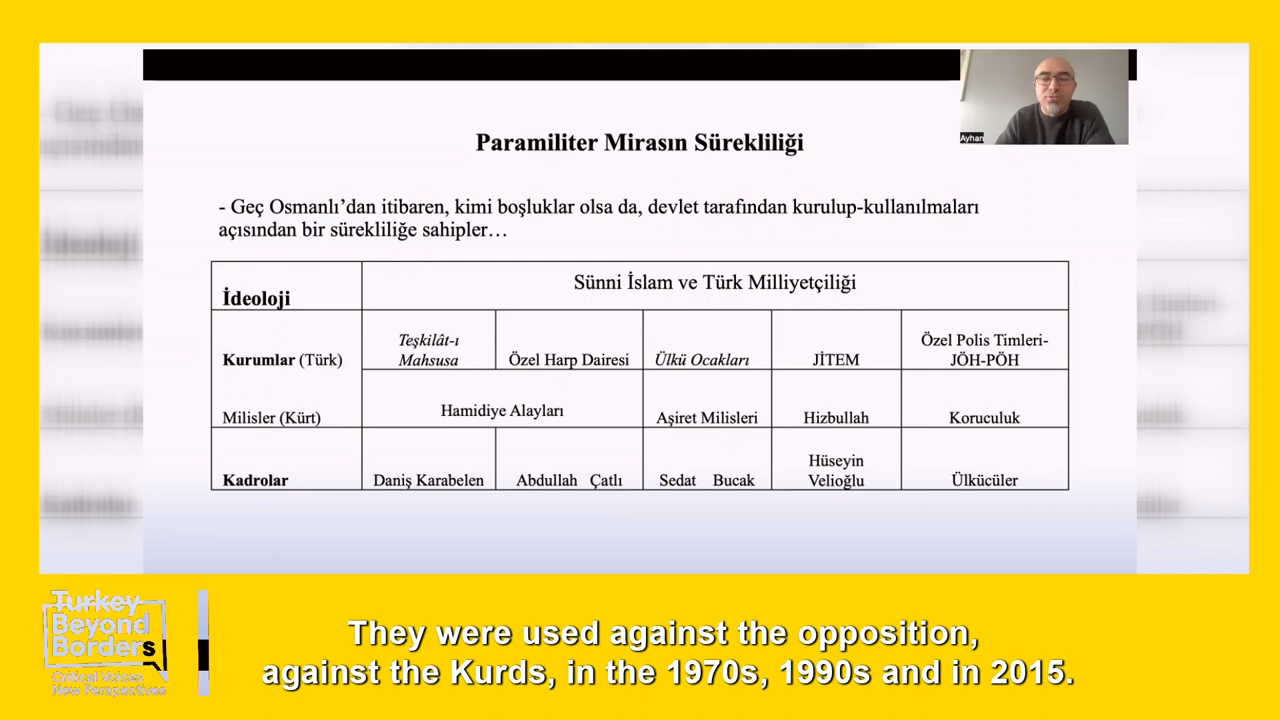 Ayhan
Paramiliter Mirasın Sürekliliği
- Geç Osmanlı’dan itibaren, kimi boşluklar olsa da, devlet tarafından kurulup-kullanılmaları
açısından bir sürekliliğe sahipler…
İdeoloji
Sünni İslam ve Türk Milliyetçiliği
Kurumlar (Türk)
Teşkilât-ı
Mahsusa
Özel Harp Dairesi
Ülkü Ocakları
JİTEM
Özel Polis Timleri-
JÖH-PÖH
Milisler (Kürt)
Hamidiye Alayları
Aşiret Milisleri
Hizbullah
Koruculuk
Kadrolar
Daniş Karabelen
Abdullah Çatlı
Sedat Bucak
Hüseyin
Velioğlu
Ülkücüler
Turkey
Beyond
Borders
Critical Voices
New Perspectives
They were used against the opposition,
against the Kurds, in the 1970s, 1990s and in 2015.